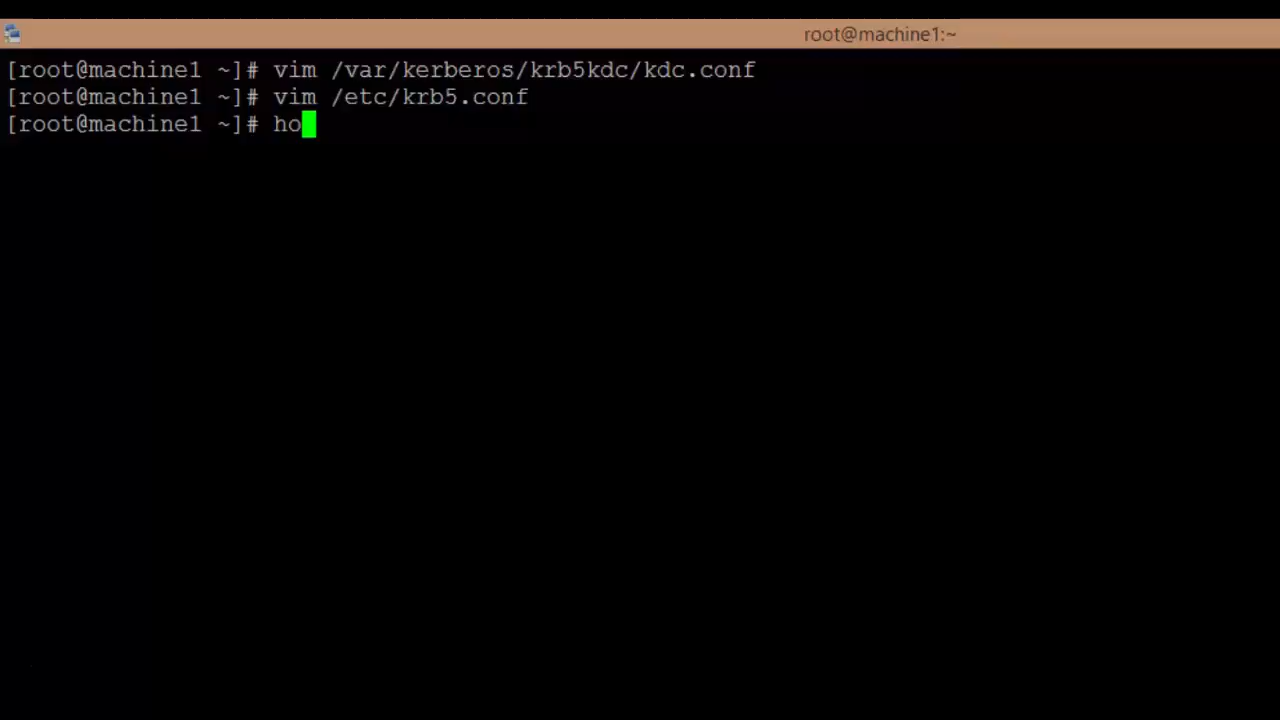 root@machine1:~
[root@machine1 ~]# vim /var/kerberos/krb5kdc/kdc.conf
[root@machine1 ~]# vim /etc/krb5.conf
[root@machine1 ~]# ho